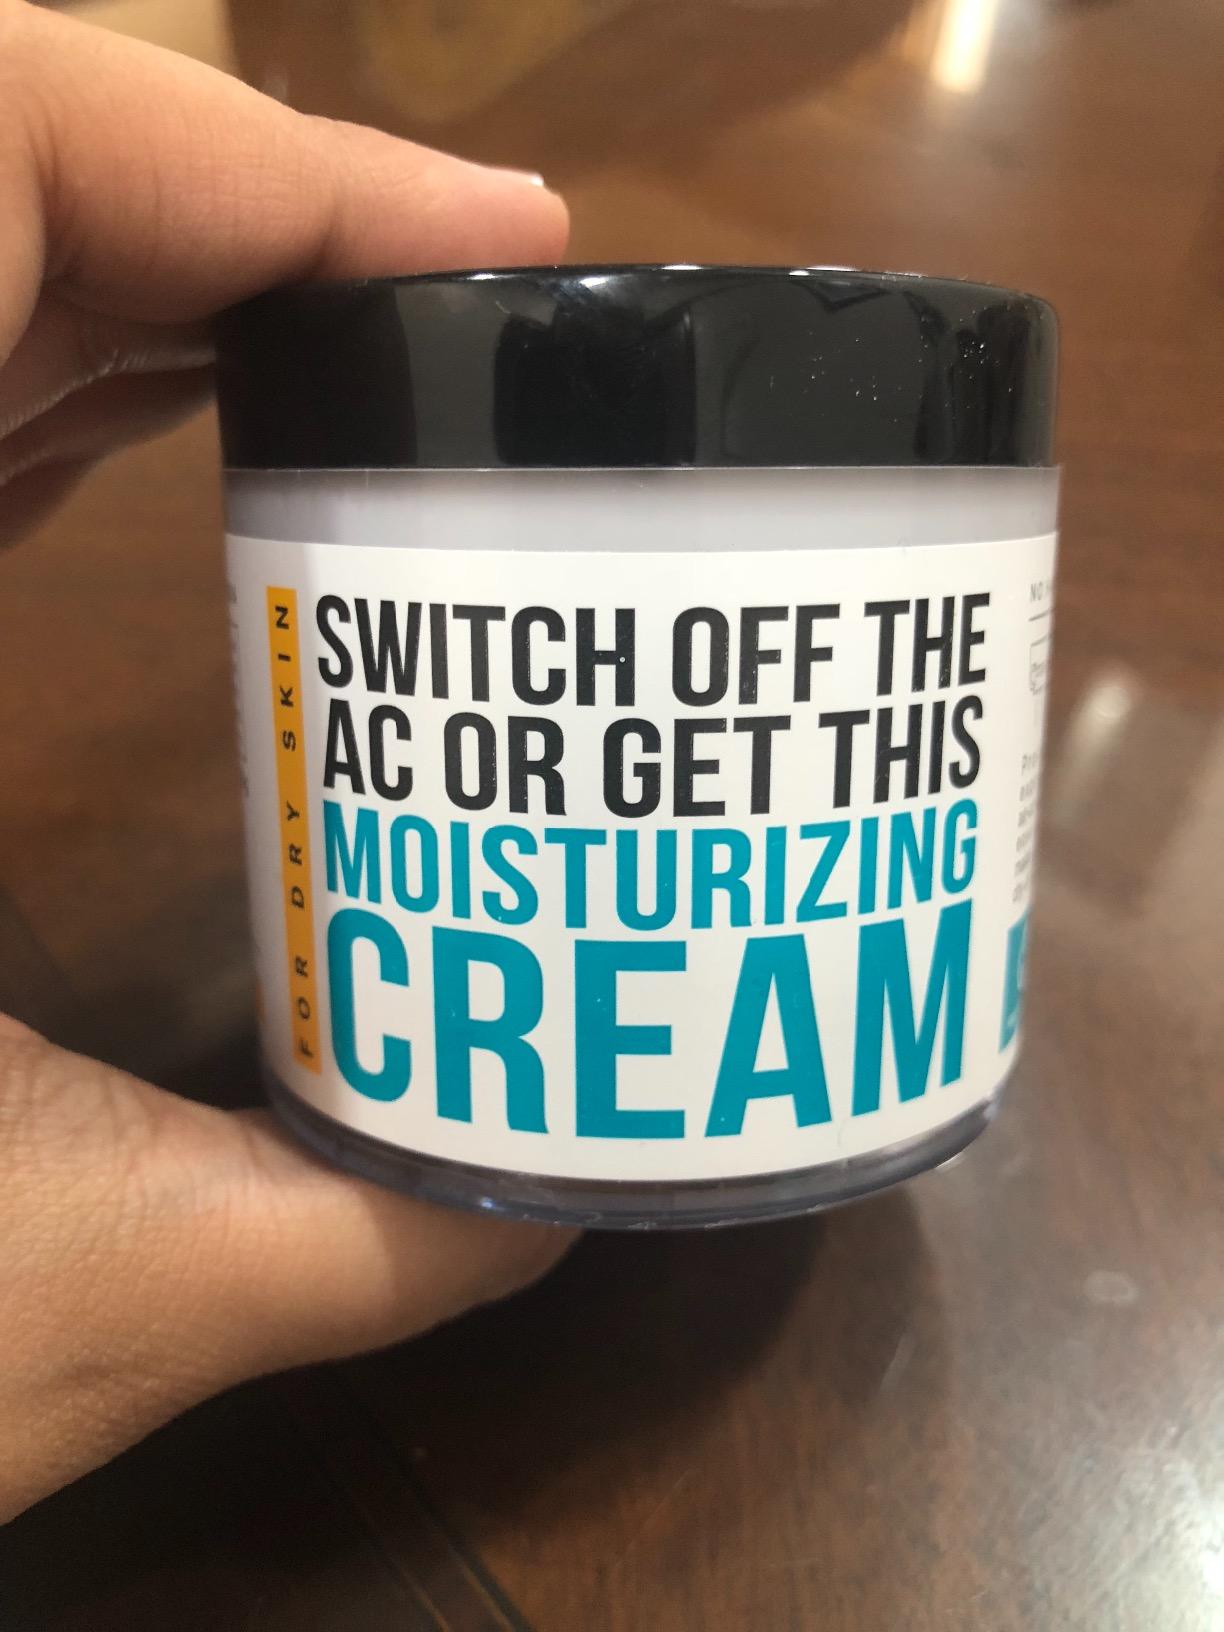 FOR DRY SKIN
SWITCH OFF THE
AC OR GET THIS
MOISTURIZING
CREAM